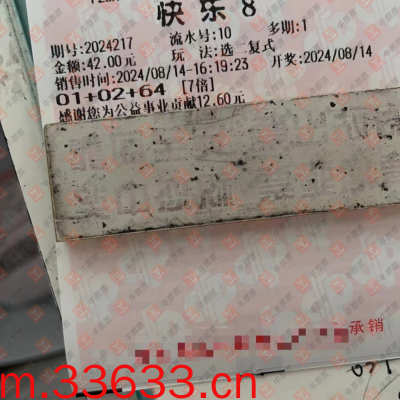 快乐8
期号:2024217 流水号:10 多期:1
金额:42.00元 玩法:选二复式
销售时间:2024/08/14-16:19:23 开奖:2024/08/14
01+02+64 [7倍]
感谢您为公益事业贡献12.60元
承销
m.33633.cn